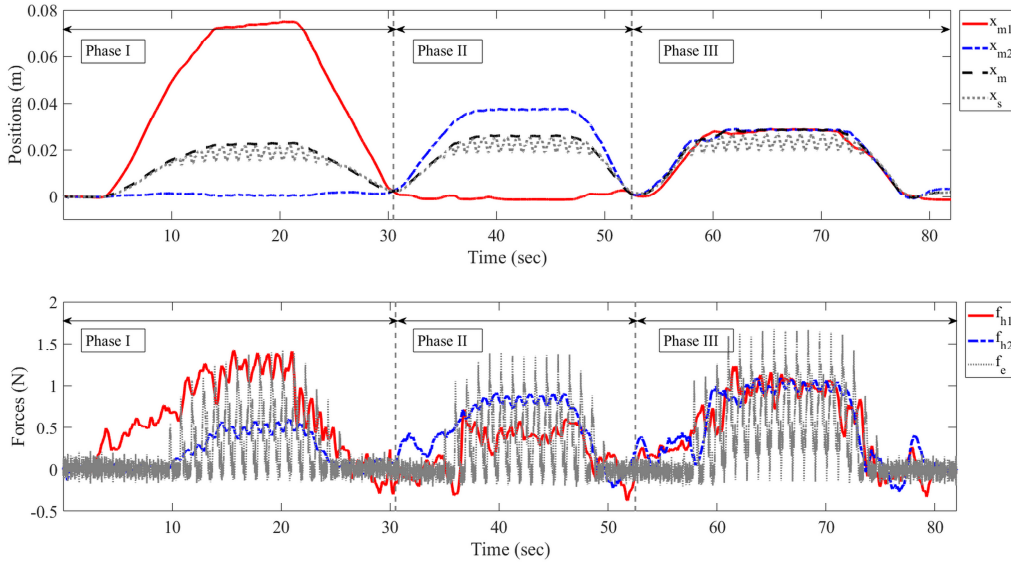 0.08
0.06
0.04
0.02
0
Positions (m)
Phase I
Phase II
Phase III
x_m1
x_m2
x_m
x_s
10 20 30 40 50 60 70 80
Time (sec)
2
1.5
1
0.5
0
-0.5
Forces (N)
Phase I
Phase II
Phase III
f_h1
f_h2
f_e
10 20 30 40 50 60 70 80
Time (sec)